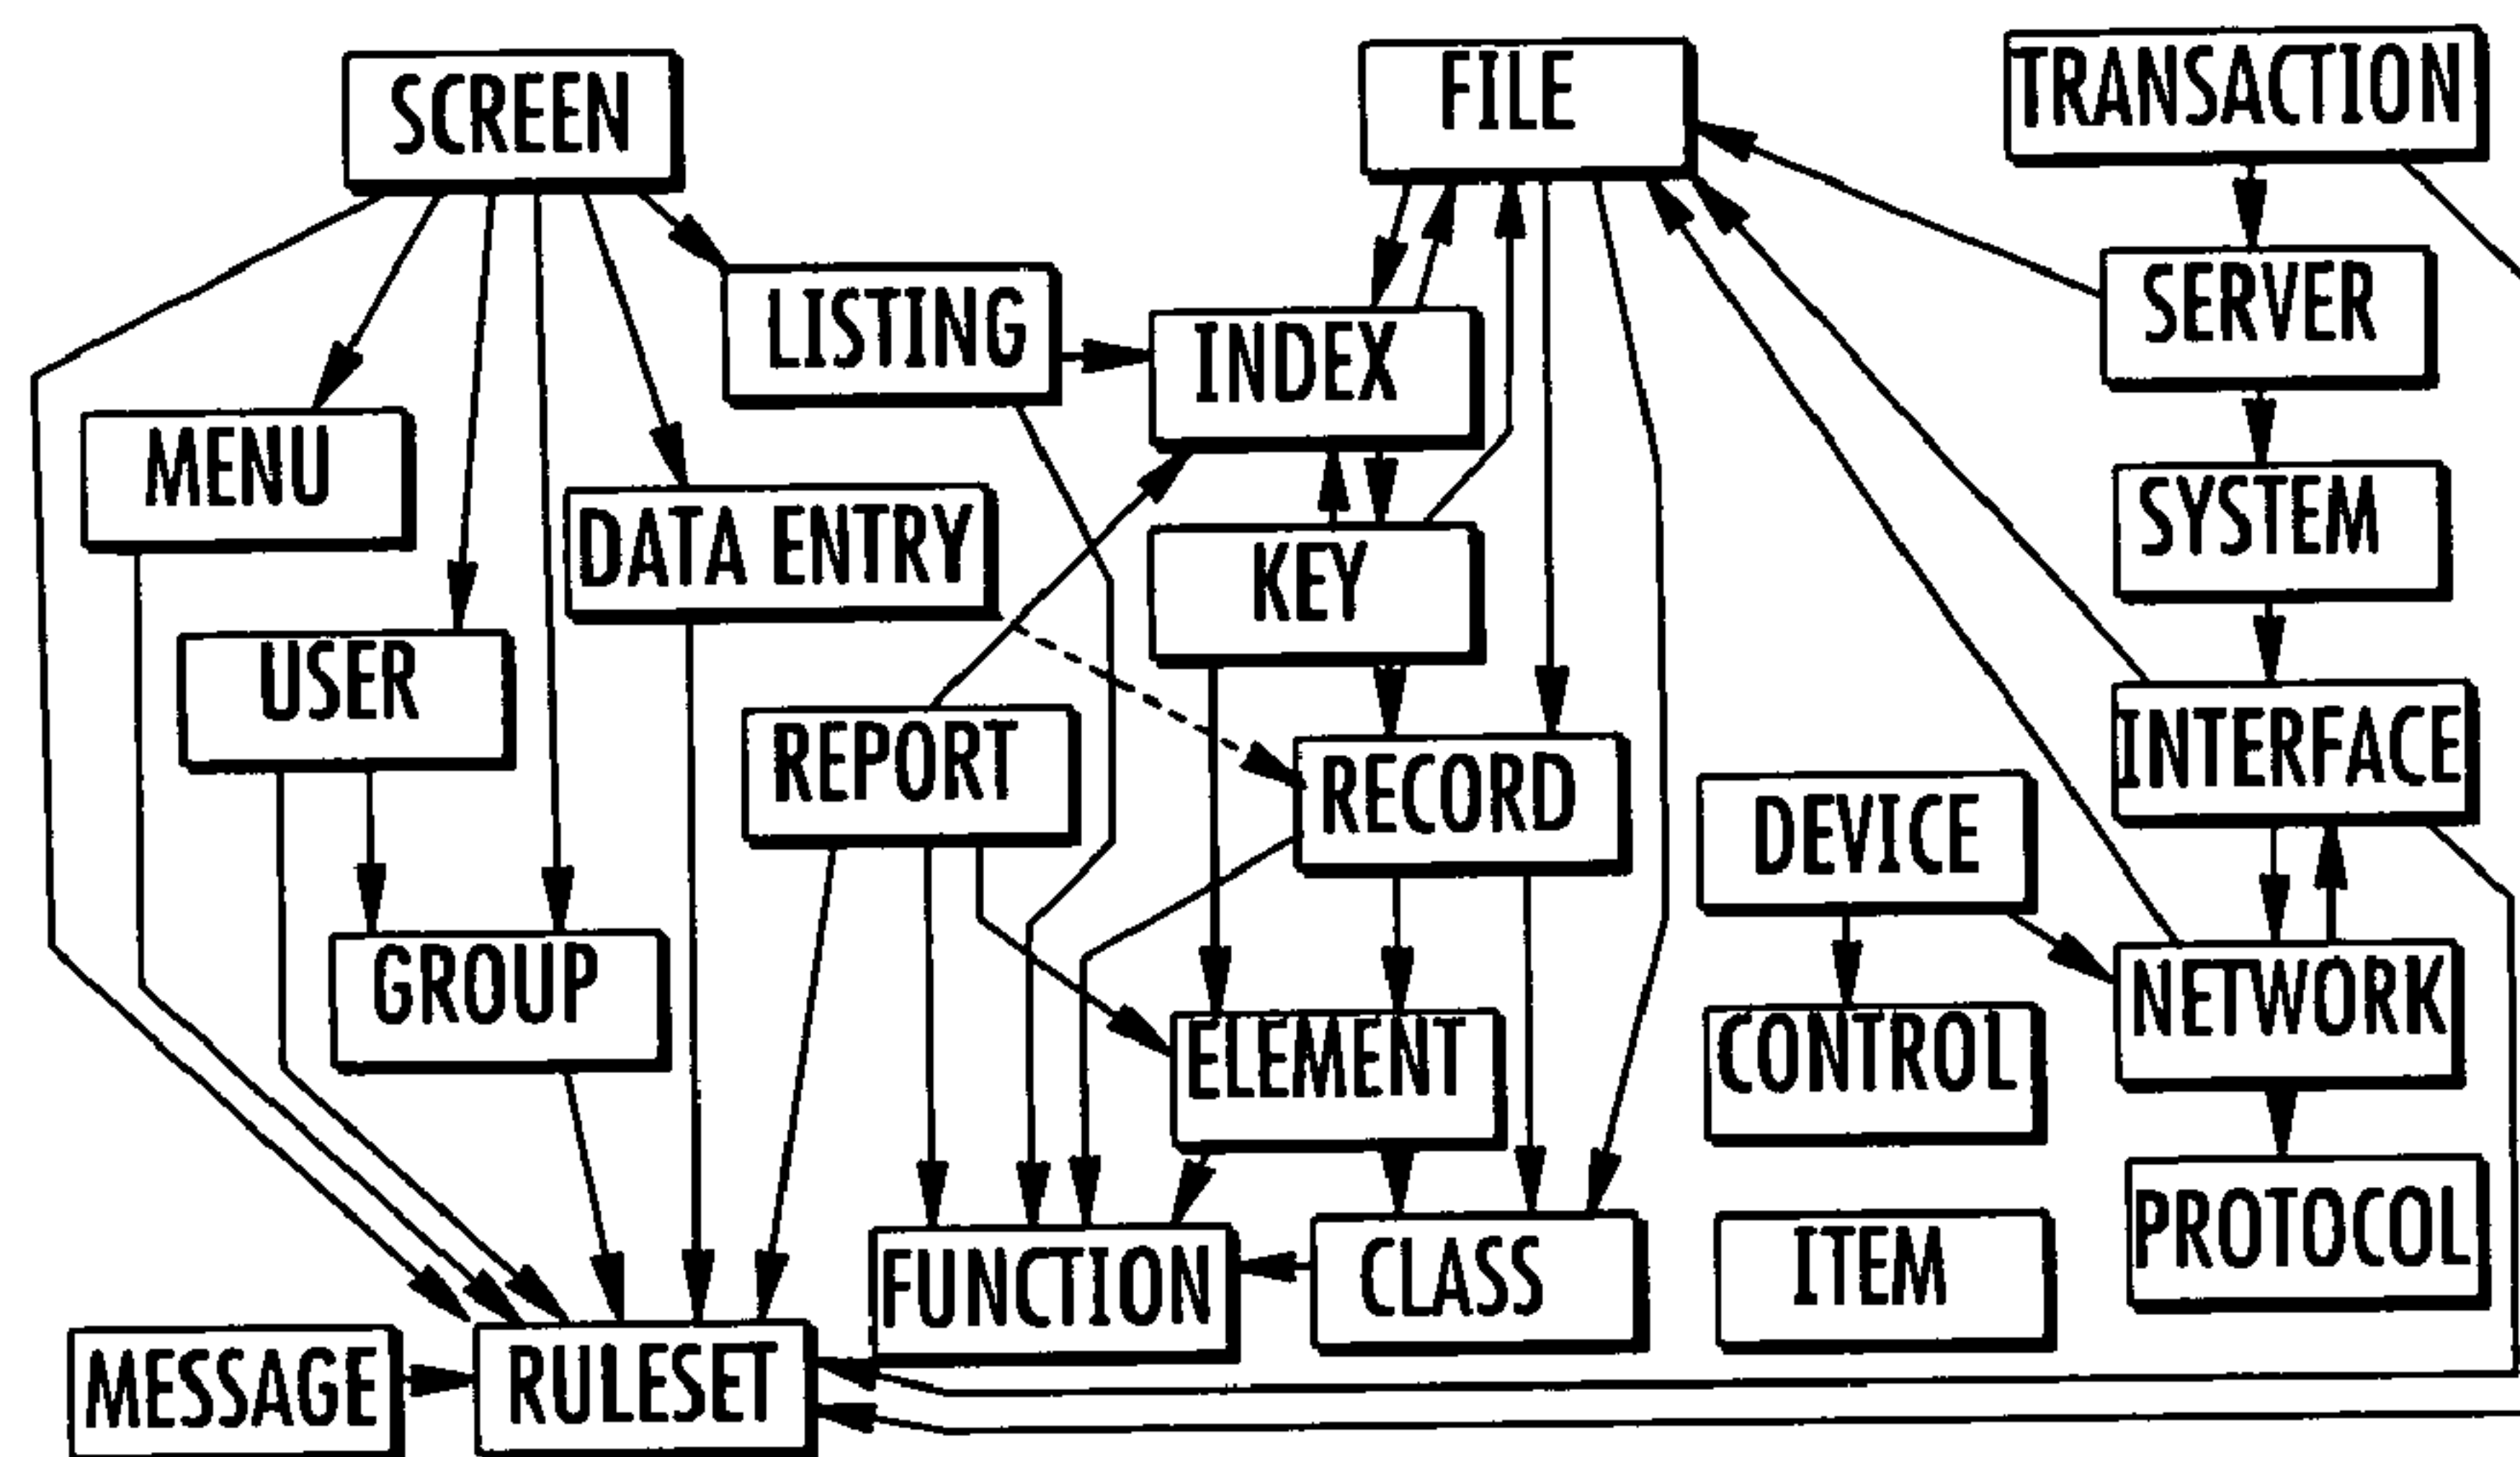 SCREEN
FILE
TRANSACTION
LISTING
SERVER
INDEX
MENU
SYSTEM
DATA ENTRY
KEY
USER
REPORT
INTERFACE
RECORD
DEVICE
GROUP
NETWORK
CONTROL
ELEMENT
PROTOCOL
ITEM
FUNCTION
CLASS
MESSAGE
RULESET